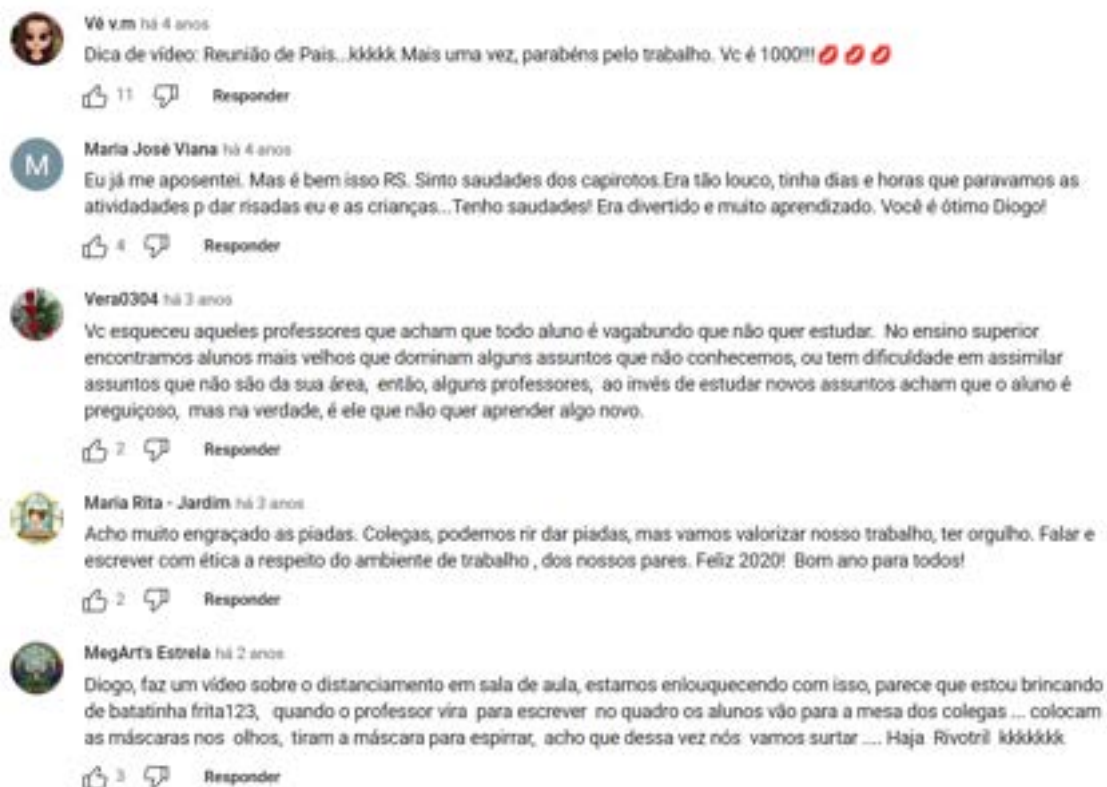 Vê v.m há 4 anos
Dica de vídeo: Reunião de Pais...kkkkk Mais uma vez, parabéns pelo trabalho. Vc é 1000!!!💋 💋 💋
11 Responder
M
Maria José Viana há 4 anos
Eu já me aposentei. Mas é bem isso RS. Sinto saudades dos capirotos.Era tão louco, tinha dias e horas que paravamos as
atividadades p dar risadas eu e as crianças...Tenho saudades! Era divertido e muito aprendizado. Você é ótimo Diogo!
4 Responder
Vera0304 há 3 anos
Vc esqueceu aqueles professores que acham que todo aluno é vagabundo que não quer estudar. No ensino superior
encontramos alunos mais velhos que dominam alguns assuntos que não conhecemos, ou tem dificuldade em assimilar
assuntos que não são da sua área, então, alguns professores, ao invés de estudar novos assuntos acham que o aluno é
preguiçoso, mas na verdade, é ele que não quer aprender algo novo.
2 Responder
Maria Rita - Jardim há 3 anos
Acho muito engraçado as piadas. Colegas, podemos rir dar piadas, mas vamos valorizar nosso trabalho, ter orgulho. Falar e
escrever com ética a respeito do ambiente de trabalho , dos nossos pares. Feliz 2020! Bom ano para todos!
2 Responder
MegArt's Estrela há 2 anos
Diogo, faz um vídeo sobre o distanciamento em sala de aula, estamos enlouquecendo com isso, parece que estou brincando
de batatinha frita123, quando o professor vira para escrever no quadro os alunos vão para a mesa dos colegas ... colocam
as máscaras nos olhos, tiram a máscara para espirrar, acho que dessa vez nós vamos surtar .... Haja Rivotril kkkkkkk
3 Responder